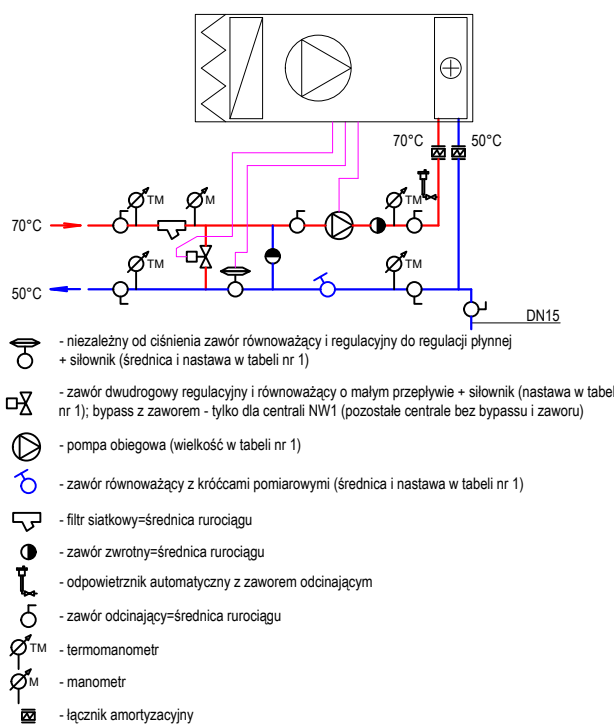 70°C 50°C
TM M TM
70°C
TM TM
50°C
DN15
- niezależny od ciśnienia zawór równoważący i regulacyjny do regulacji płynnej
+ siłownik (średnica i nastawa w tabeli nr 1)
- zawór dwudrogowy regulacyjny i równoważący o małym przepływie + siłownik (nastawa w tabeli
nr 1); bypass z zaworem - tylko dla centrali NW1 (pozostałe centrale bez bypassu i zaworu)
- pompa obiegowa (wielkość w tabeli nr 1)
- zawór równoważący z króćcami pomiarowymi (średnica i nastawa w tabeli nr 1)
- filtr siatkowy=średnica rurociągu
- zawór zwrotny=średnica rurociągu
- odpowietrznik automatyczny z zaworem odcinającym
- zawór odcinający=średnica rurociągu
TM - termomanometr
M - manometr
- łącznik amortyzacyjny